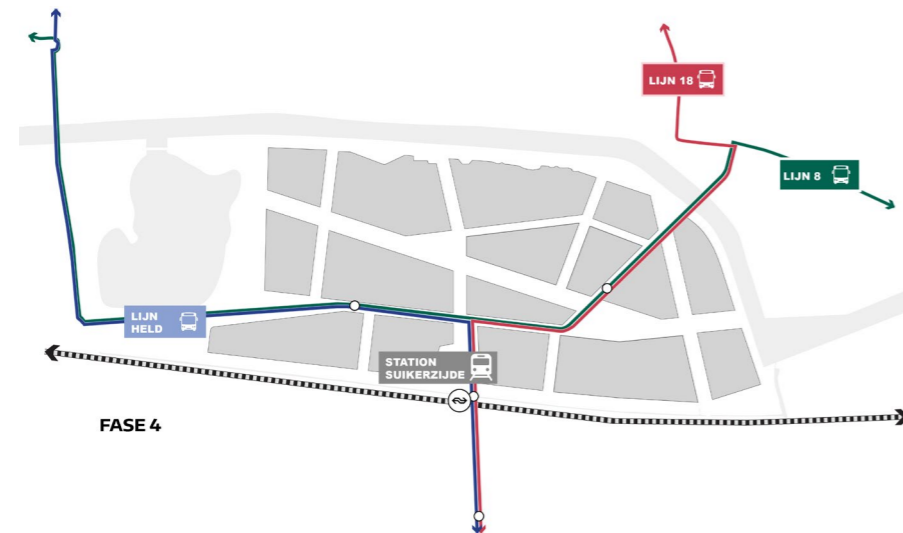 LIJN 18
LIJN 8
LIJN
HELD
STATION
SUIKERZIJDE
FASE 4